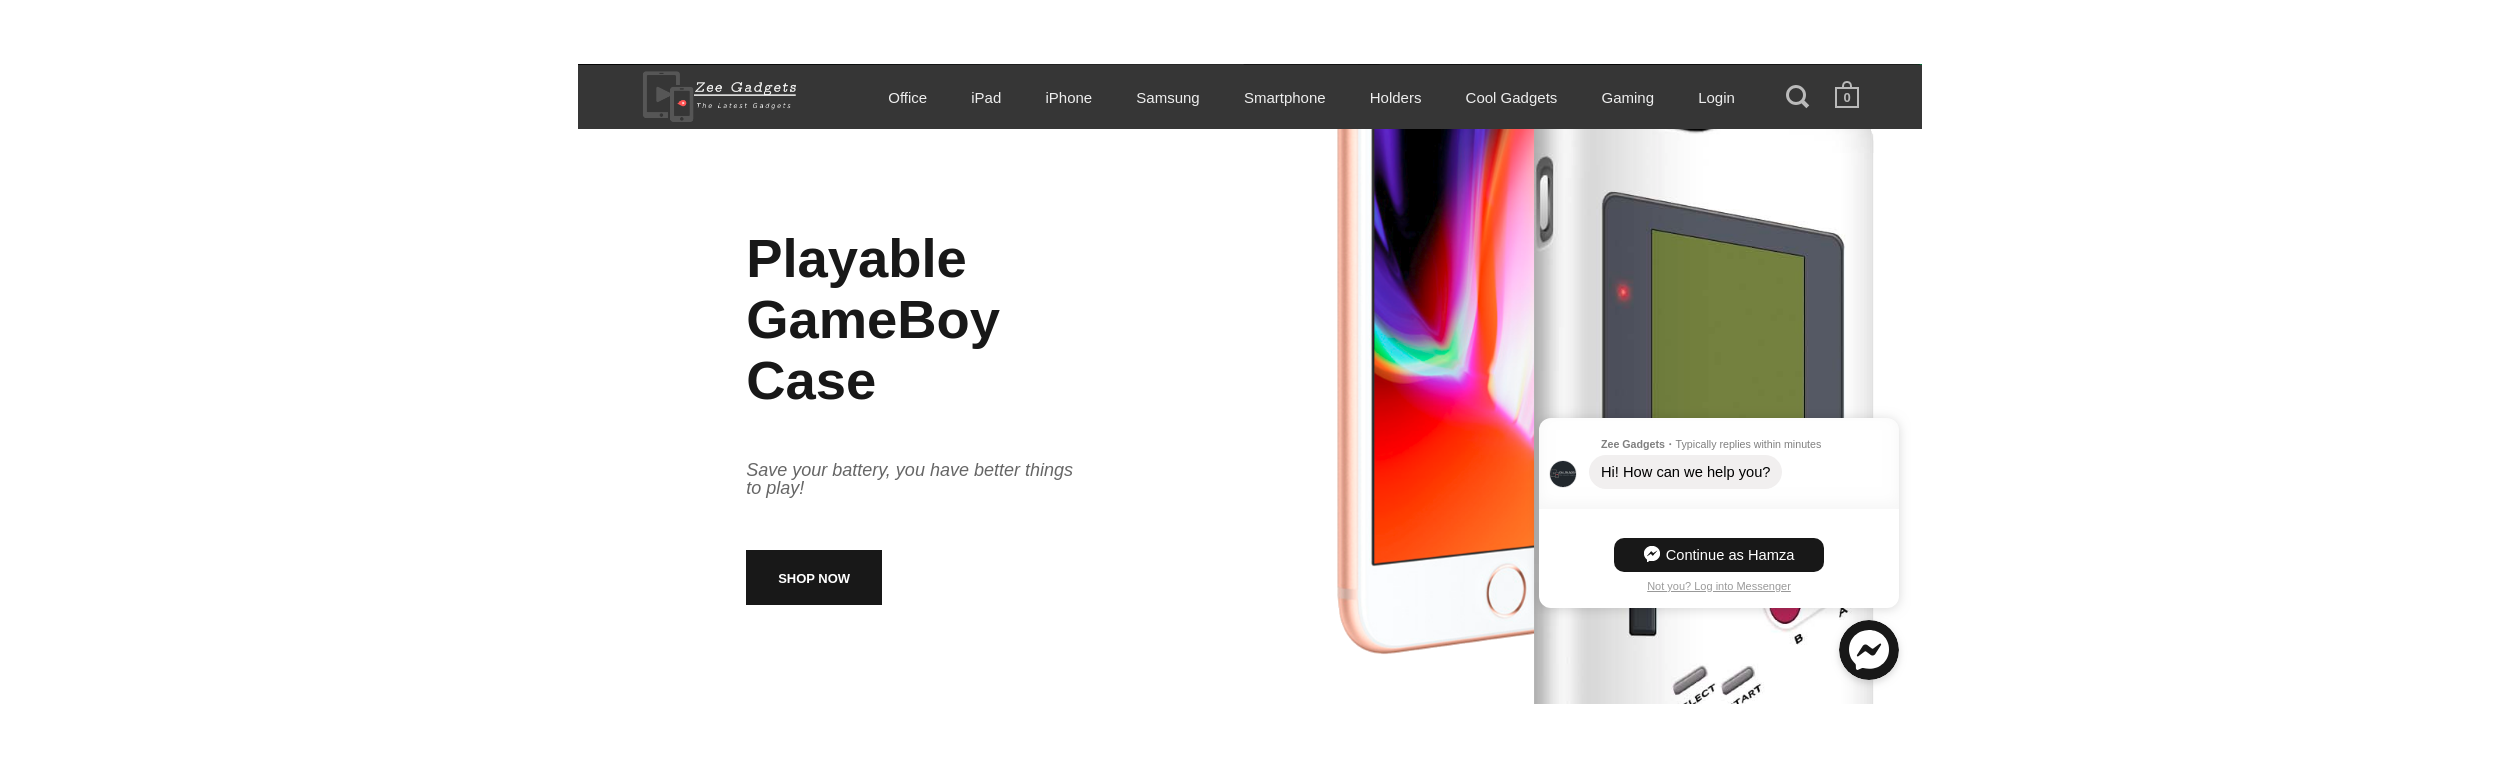 Zee Gadgets
The Latest Gadgets
Office iPad iPhone Samsung Smartphone Holders Cool Gadgets Gaming Login 0
Playable
GameBoy
Case
Save your battery, you have better things
to play!
SHOP NOW
Zee Gadgets · Typically replies within minutes
Hi! How can we help you?
Continue as Hamza
Not you? Log into Messenger
A
B
LECT TART